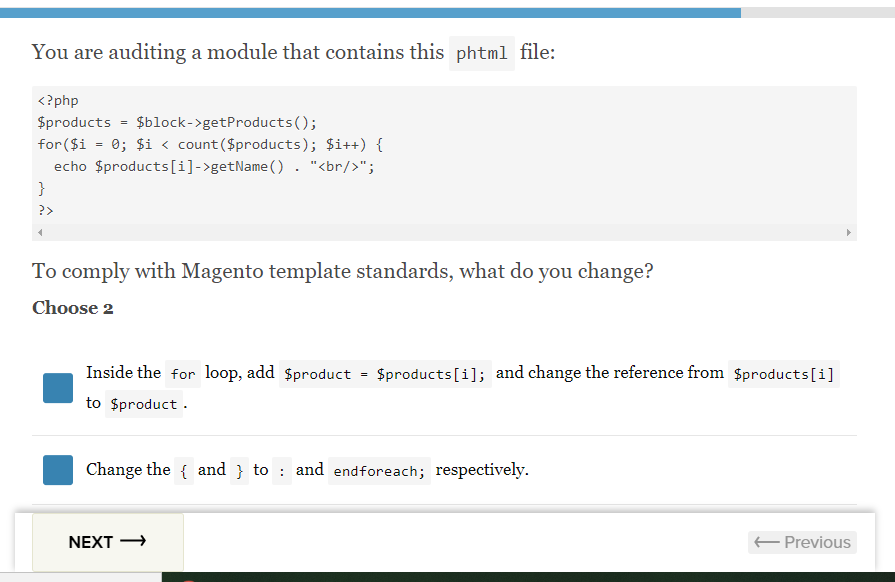 You are auditing a module that contains this phtml file:
<?php
$products = $block->getProducts();
for($i = 0; $i < count($products); $i++) {
  echo $products[i]->getName() . "<br/>";
}
?>
To comply with Magento template standards, what do you change?
Choose 2
Inside the for loop, add $product = $products[i]; and change the reference from $products[i]
to $product.
Change the { and } to : and endforeach; respectively.
NEXT ⟶
⟵ Previous